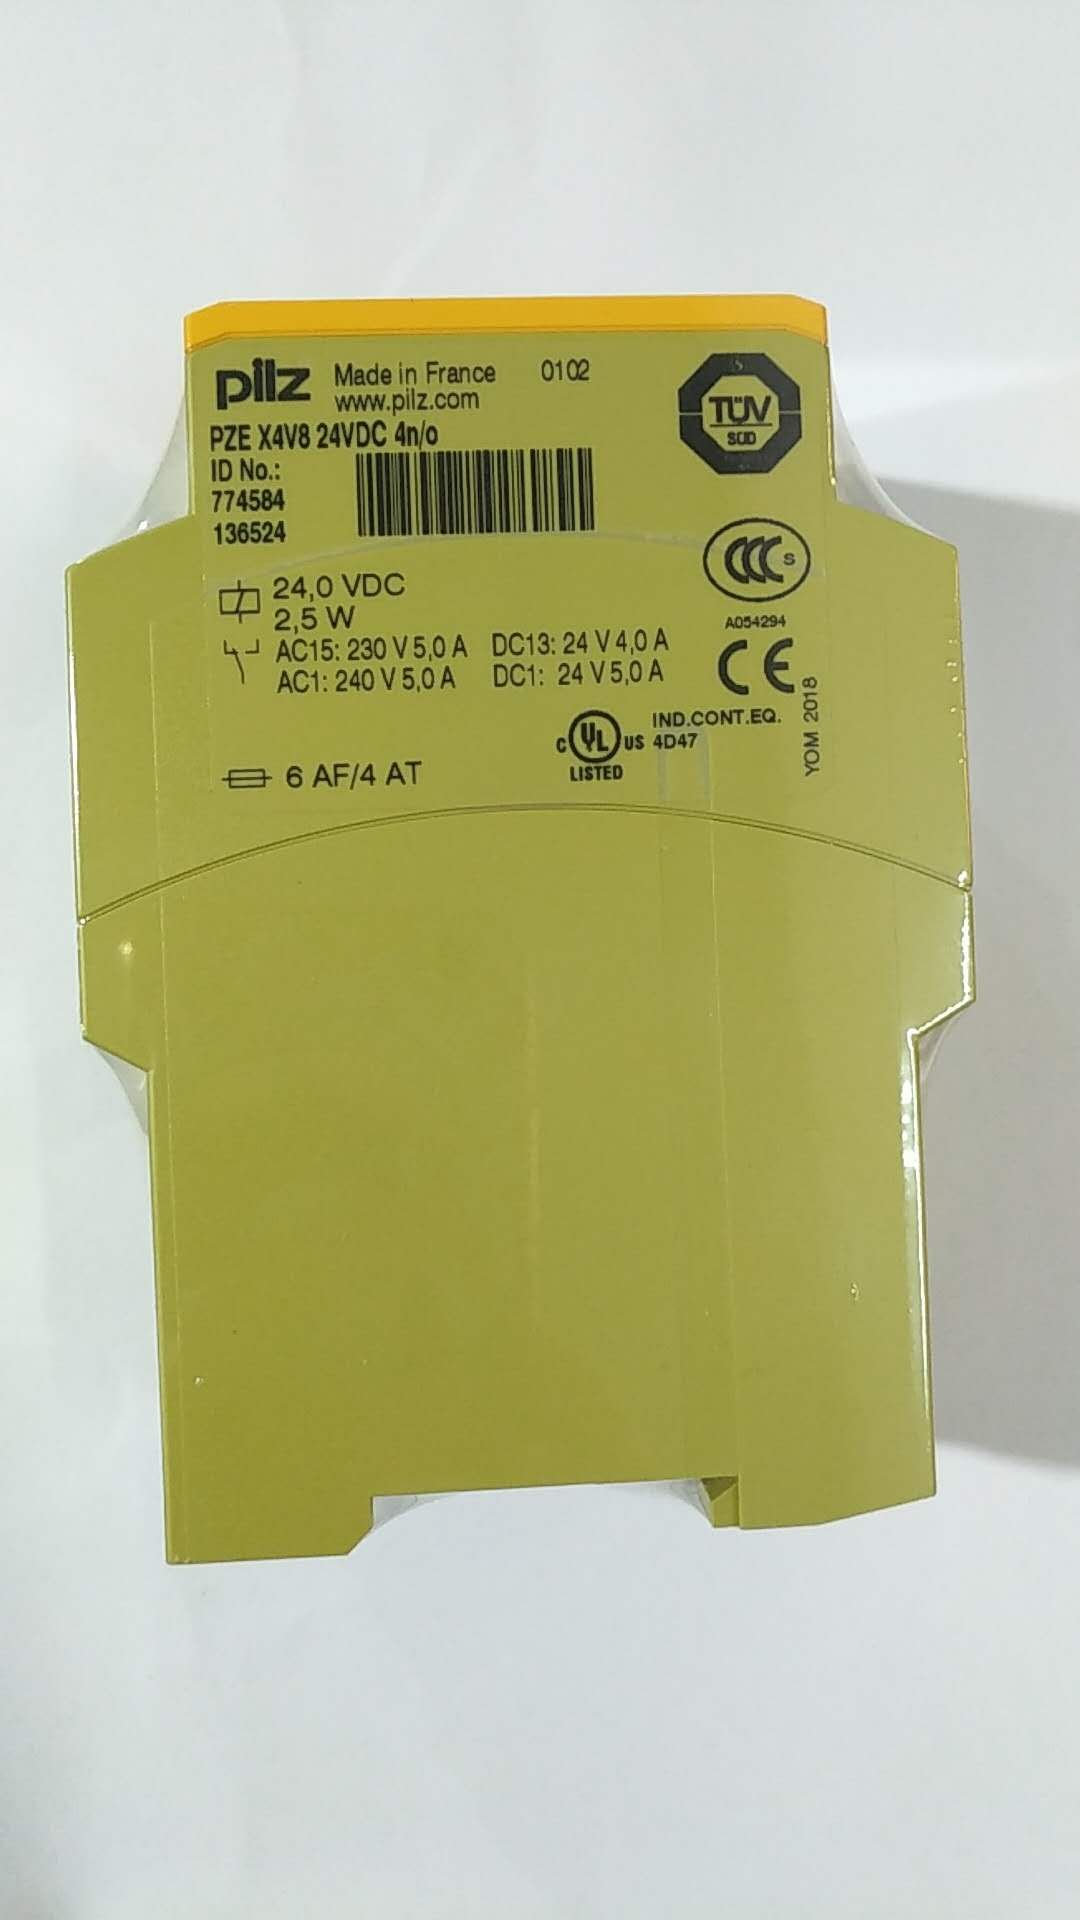 pilz Made in France 0102
www.pilz.com
PZE X4V8 24VDC 4n/o
ID No.:
774584
136524
TÜV
SÜD
CCC S
A054294
24,0 VDC
2,5 W
AC15: 230 V 5,0 A DC13: 24 V 4,0 A
AC1: 240 V 5,0 A DC1: 24 V 5,0 A
CE
YOM 2018
C UL US IND.CONT.EQ.
4D47
LISTED
6 AF/4 AT